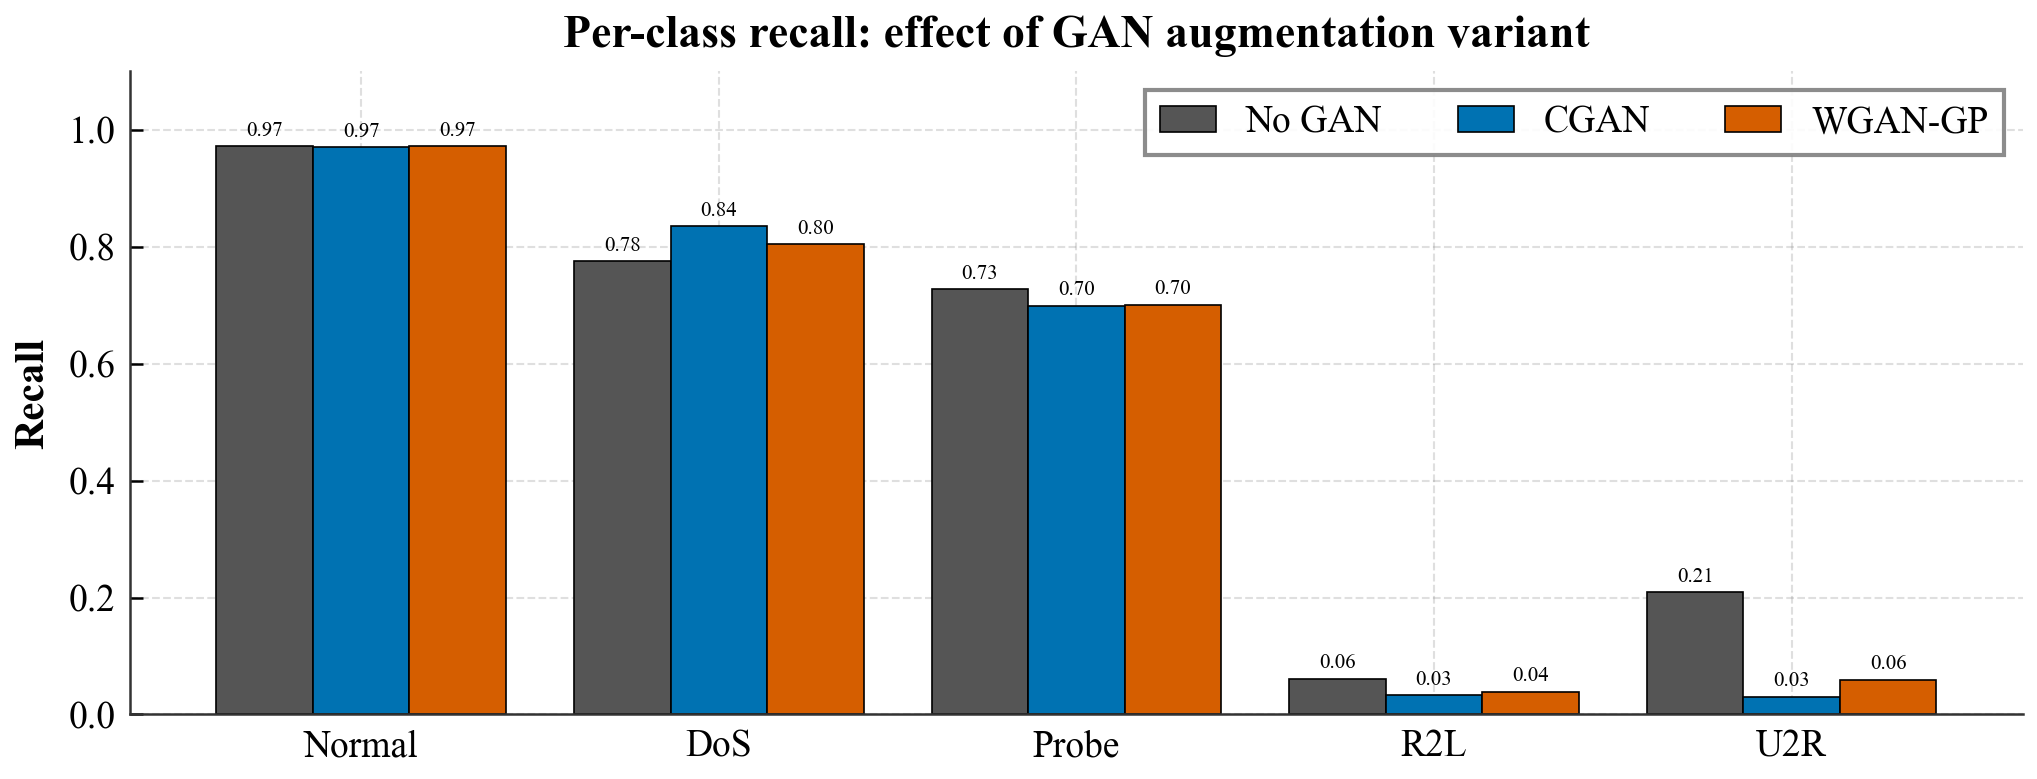 Per-class recall: effect of GAN augmentation variant
No GAN CGAN WGAN-GP
Recall
1.0
0.8
0.6
0.4
0.2
0.0
0.97 0.97 0.97
0.78 0.84 0.80
0.73 0.70 0.70
0.06 0.03 0.04
0.21 0.03 0.06
Normal DoS Probe R2L U2R